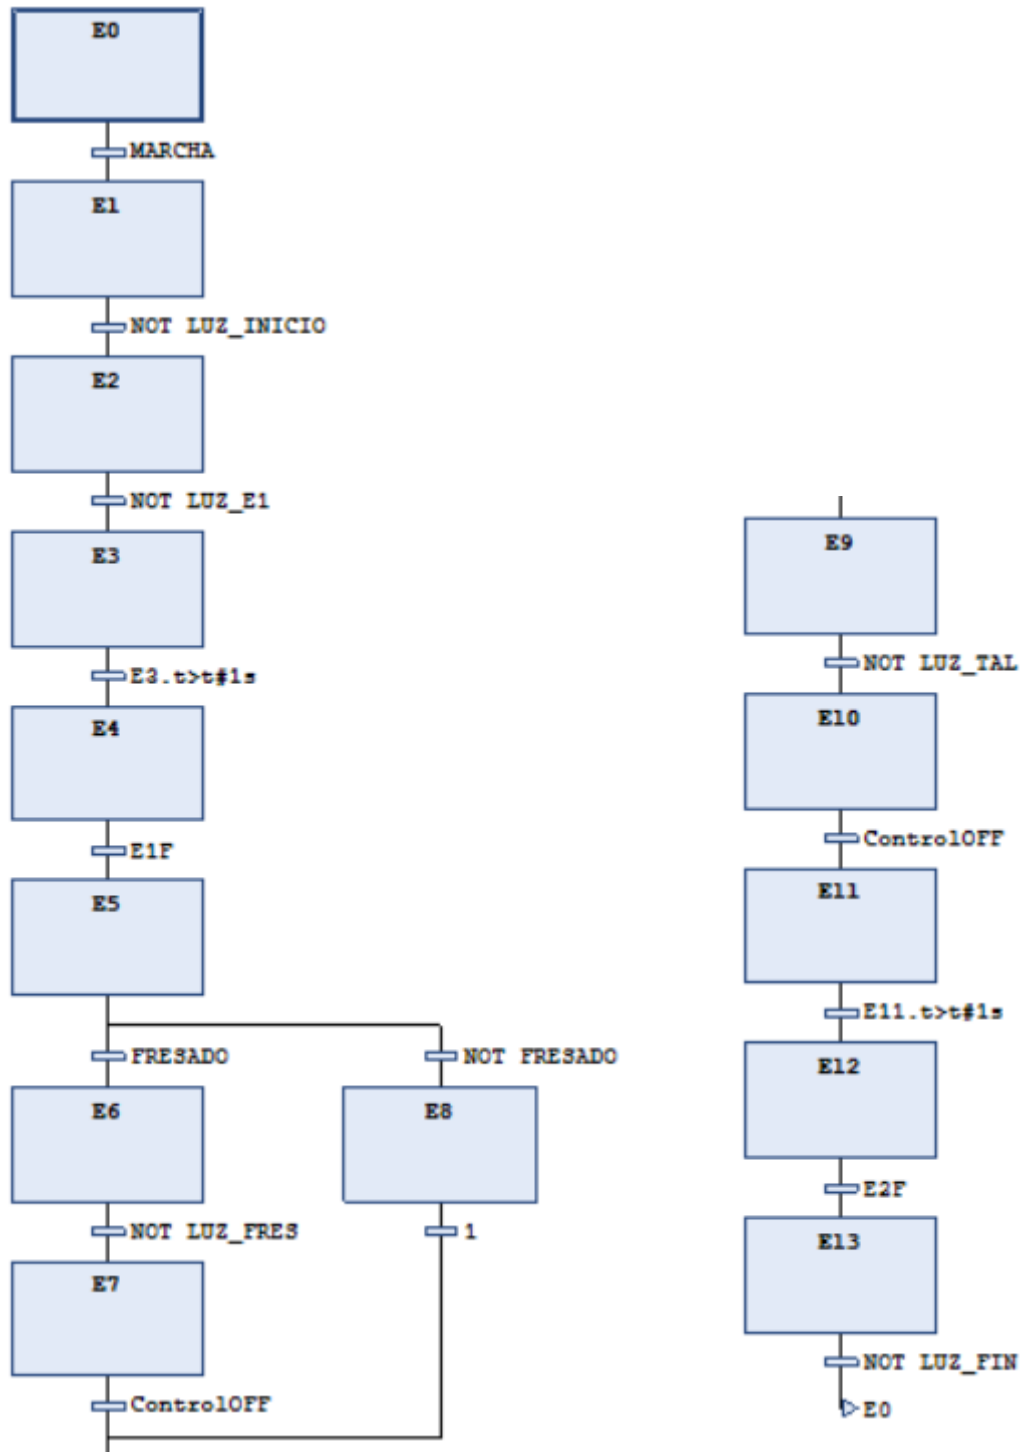 E0
MARCHA
E1
NOT LUZ_INICIO
E2
NOT LUZ_E1
E3
E3.t>t#1s
E4
E1F
E5
FRESADO
NOT FRESADO
E6
E8
NOT LUZ_FRES
1
E7
ControlOFF
E9
NOT LUZ_TAL
E10
ControlOFF
E11
E11.t>t#1s
E12
E2F
E13
NOT LUZ_FIN
E0